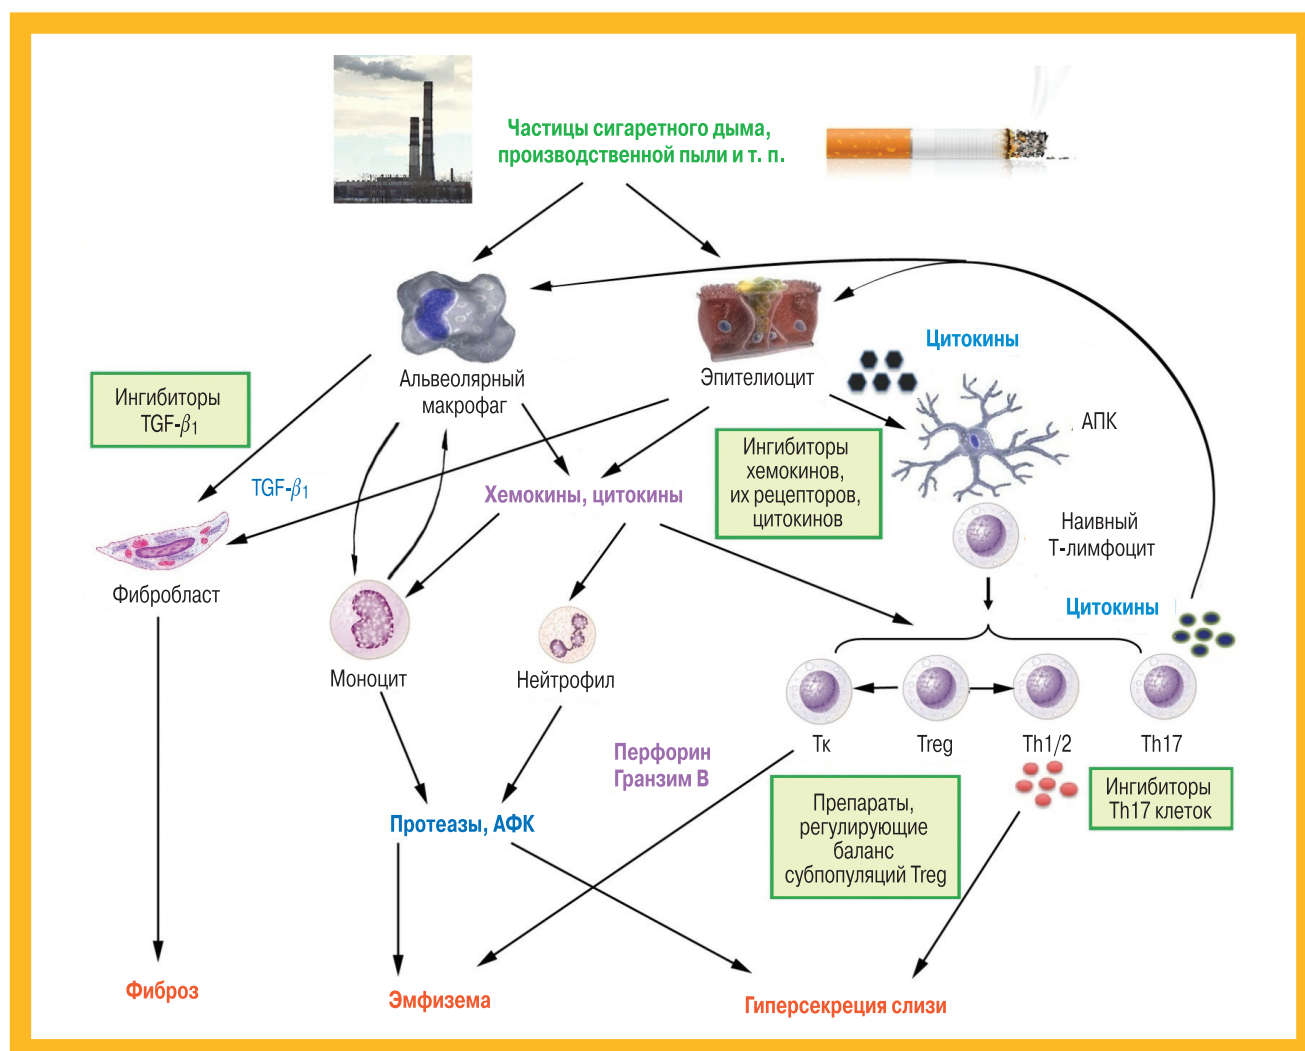 Частицы сигаретного дыма,
производственной пыли и т. п.
Цитокины
Эпителиоцит
Альвеолярный
макрофаг
Ингибиторы
TGF-β1
АПК
Ингибиторы
хемокинов,
их рецепторов,
цитокинов
TGF-β1
Хемокины, цитокины
Наивный
Т-лимфоцит
Фибробласт
Цитокины
Моноцит
Нейтрофил
Тк
Treg
Th1/2
Th17
Перфорин
Гранзим B
Ингибиторы
Th17 клеток
Препараты,
регулирующие
баланс
субпопуляций Treg
Протеазы, АФК
Фиброз
Эмфизема
Гиперсекреция слизи